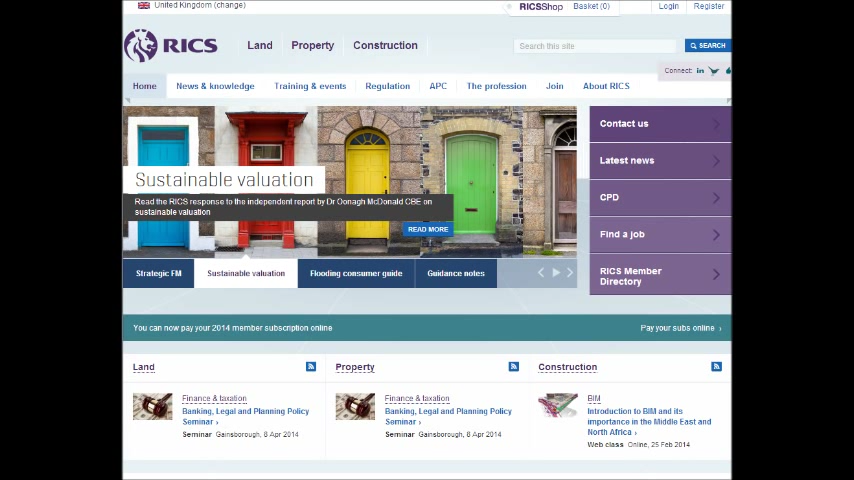 United Kingdom (change)
RICSShop
Basket (0)
Login
Register
RICS
Land
Property
Construction
Search this site
SEARCH
Connect:
Home
News & knowledge
Training & events
Regulation
APC
The profession
Join
About RICS
Sustainable valuation
Read the RICS response to the independent report by Dr Oonagh McDonald CBE on
sustainable valuation
READ MORE
Strategic FM
Sustainable valuation
Flooding consumer guide
Guidance notes
Contact us
Latest news
CPD
Find a job
RICS Member
Directory
You can now pay your 2014 member subscription online
Pay your subs online ›
Land
Finance & taxation
Banking, Legal and Planning Policy
Seminar ›
Seminar Gainsborough, 8 Apr 2014
Property
Finance & taxation
Banking, Legal and Planning Policy
Seminar ›
Seminar Gainsborough, 8 Apr 2014
Construction
BIM
Introduction to BIM and its
importance in the Middle East and
North Africa ›
Web class Online, 25 Feb 2014